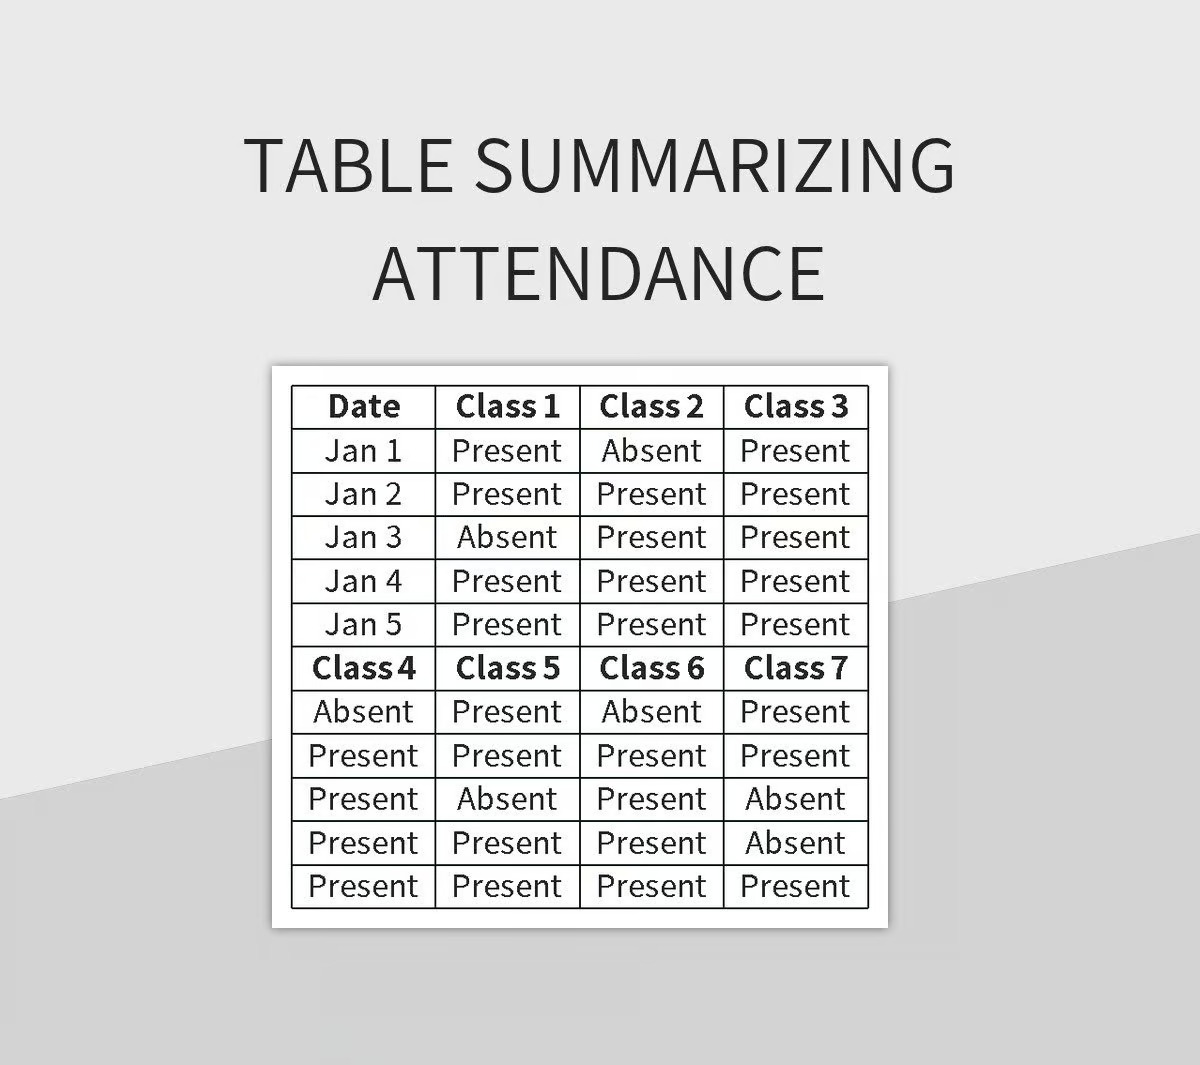 TABLE SUMMARIZING
ATTENDANCE
Date Class 1 Class 2 Class 3
Jan 1 Present Absent Present
Jan 2 Present Present Present
Jan 3 Absent Present Present
Jan 4 Present Present Present
Jan 5 Present Present Present
Class 4 Class 5 Class 6 Class 7
Absent Present Absent Present
Present Present Present Present
Present Absent Present Absent
Present Present Present Absent
Present Present Present Present